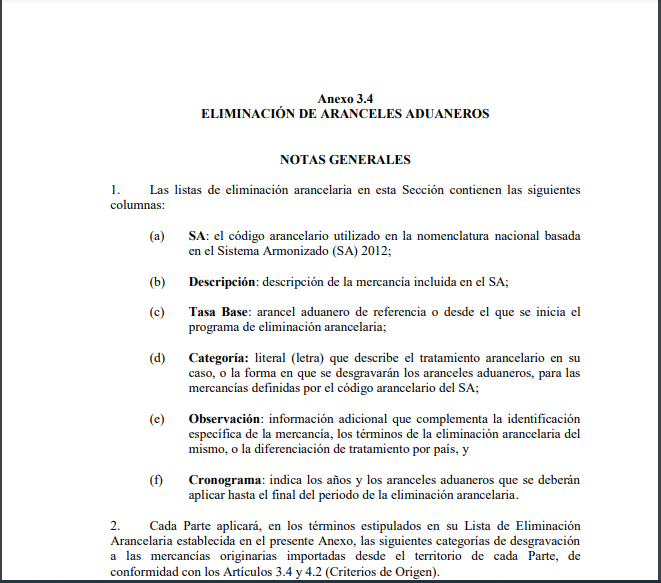 Anexo 3.4
ELIMINACIÓN DE ARANCELES ADUANEROS
NOTAS GENERALES
1. Las listas de eliminación arancelaria en esta Sección contienen las siguientes
columnas:
(a) SA: el código arancelario utilizado en la nomenclatura nacional basada
en el Sistema Armonizado (SA) 2012;
(b) Descripción: descripción de la mercancía incluida en el SA;
(c) Tasa Base: arancel aduanero de referencia o desde el que se inicia el
programa de eliminación arancelaria;
(d) Categoría: literal (letra) que describe el tratamiento arancelario en su
caso, o la forma en que se desgravarán los aranceles aduaneros, para las
mercancías definidas por el código arancelario del SA;
(e) Observación: información adicional que complementa la identificación
específica de la mercancía, los términos de la eliminación arancelaria del
mismo, o la diferenciación de tratamiento por país, y
(f) Cronograma: indica los años y los aranceles aduaneros que se deberán
aplicar hasta el final del periodo de la eliminación arancelaria.
2. Cada Parte aplicará, en los términos estipulados en su Lista de Eliminación
Arancelaria establecida en el presente Anexo, las siguientes categorías de desgravación
a las mercancías originarias importadas desde el territorio de cada Parte, de
conformidad con los Artículos 3.4 y 4.2 (Criterios de Origen).